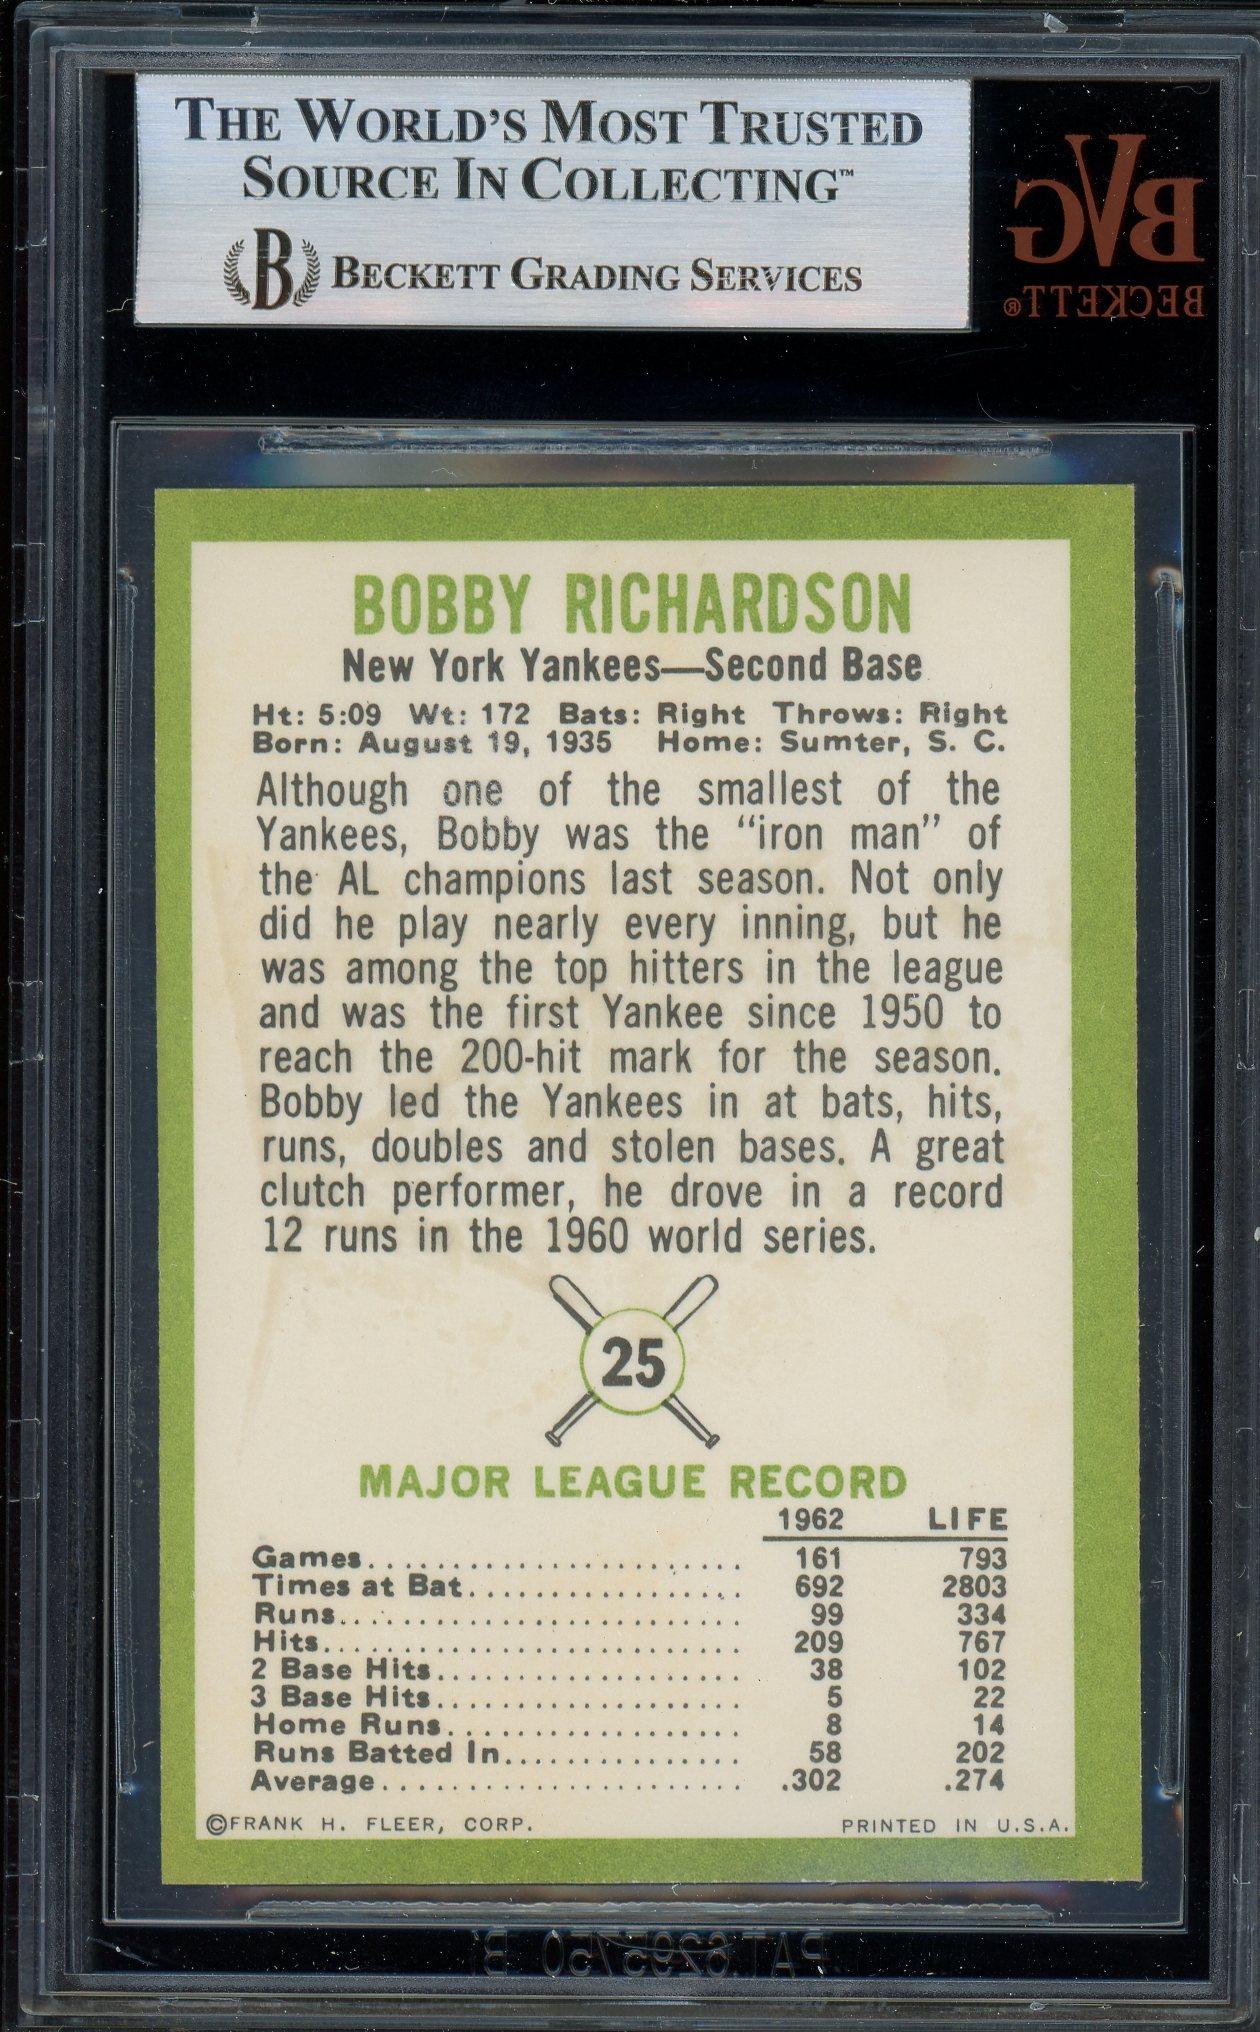 THE WORLD'S MOST TRUSTED
SOURCE IN COLLECTING™
B BECKETT GRADING SERVICES
BVG
BECKETT®
BOBBY RICHARDSON
New York Yankees—Second Base
Ht: 5:09 Wt: 172 Bats: Right Throws: Right
Born: August 19, 1935 Home: Sumter, S. C.
Although one of the smallest of the
Yankees, Bobby was the “iron man” of
the AL champions last season. Not only
did he play nearly every inning, but he
was among the top hitters in the league
and was the first Yankee since 1950 to
reach the 200-hit mark for the season.
Bobby led the Yankees in at bats, hits,
runs, doubles and stolen bases. A great
clutch performer, he drove in a record
12 runs in the 1960 world series.
25
MAJOR LEAGUE RECORD
1962 LIFE
Games 161 793
Times at Bat 692 2803
Runs 99 334
Hits 209 767
2 Base Hits 38 102
3 Base Hits 5 22
Home Runs 8 14
Runs Batted In 58 202
Average .302 .274
©FRANK H. FLEER, CORP. PRINTED IN U.S.A.
PAT.6295750 B1